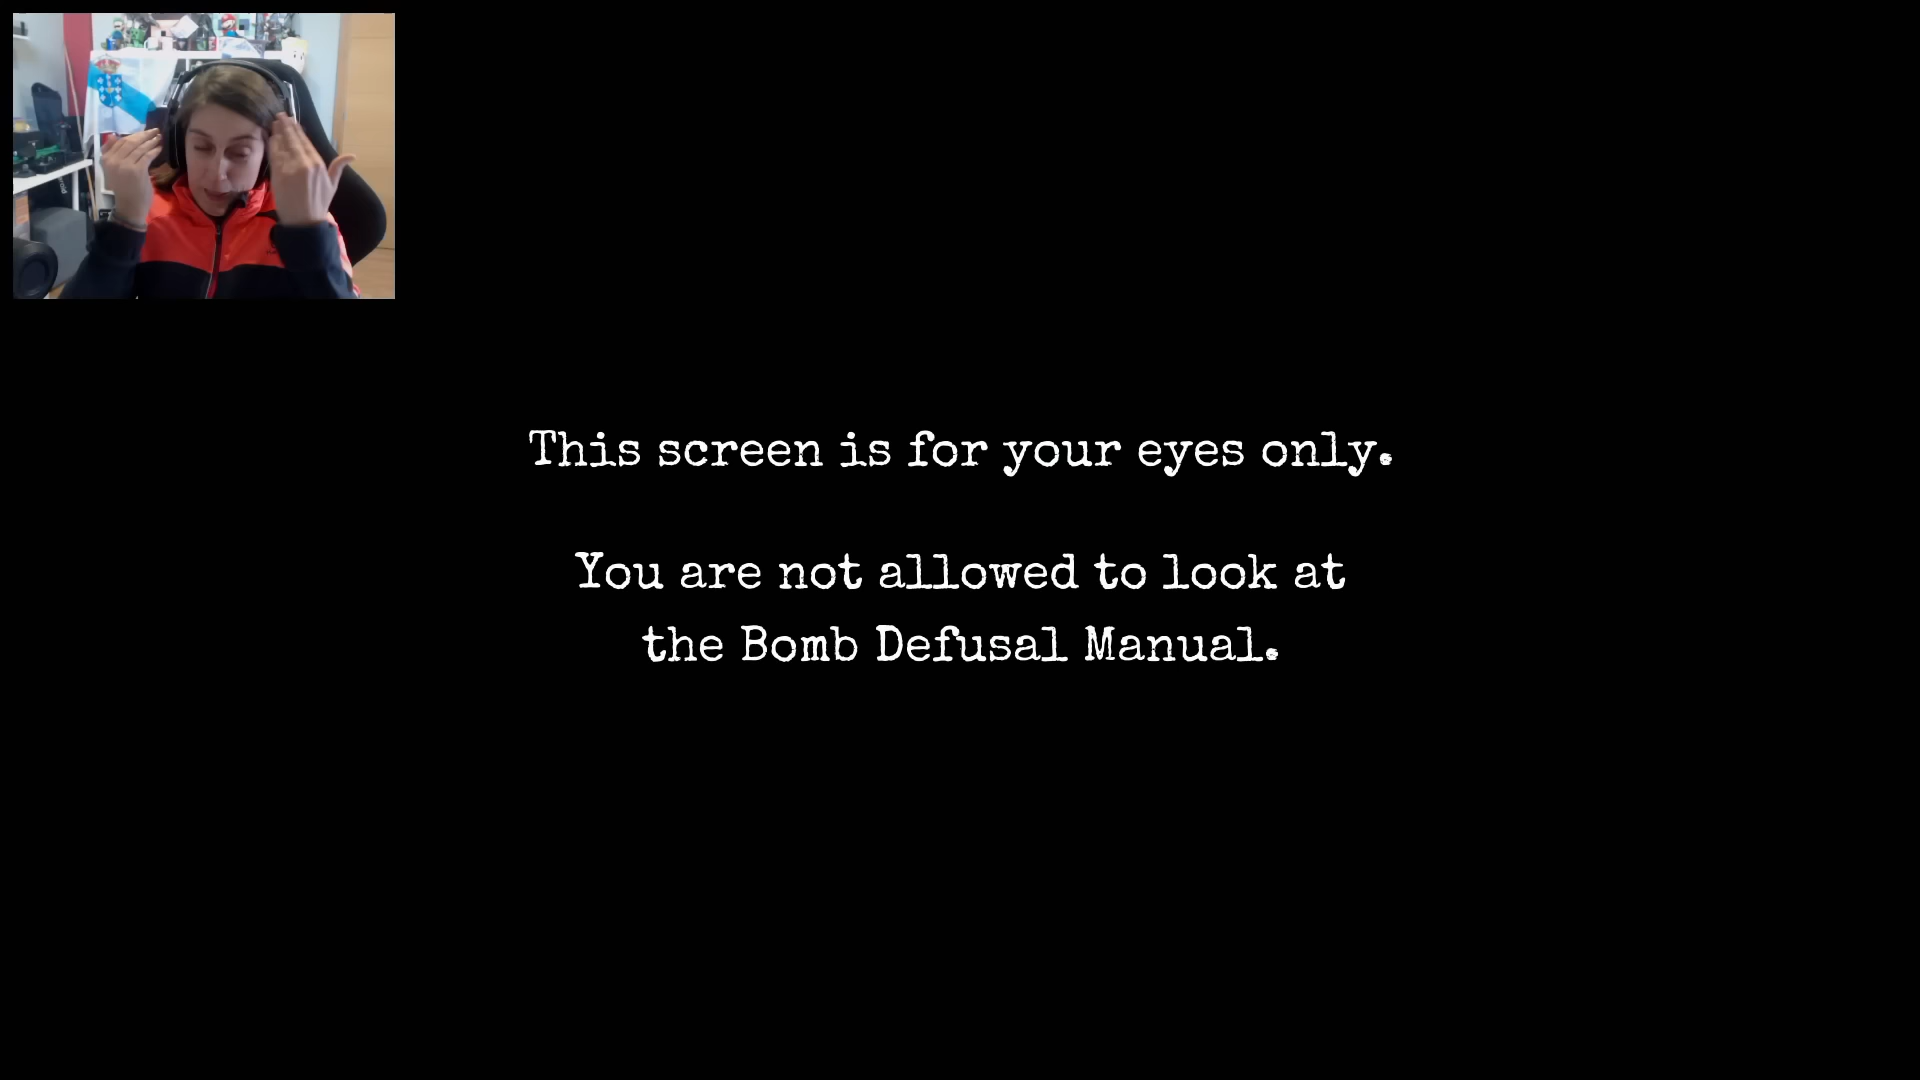 This screen is for your eyes only.
You are not allowed to look at
the Bomb Defusal Manual.